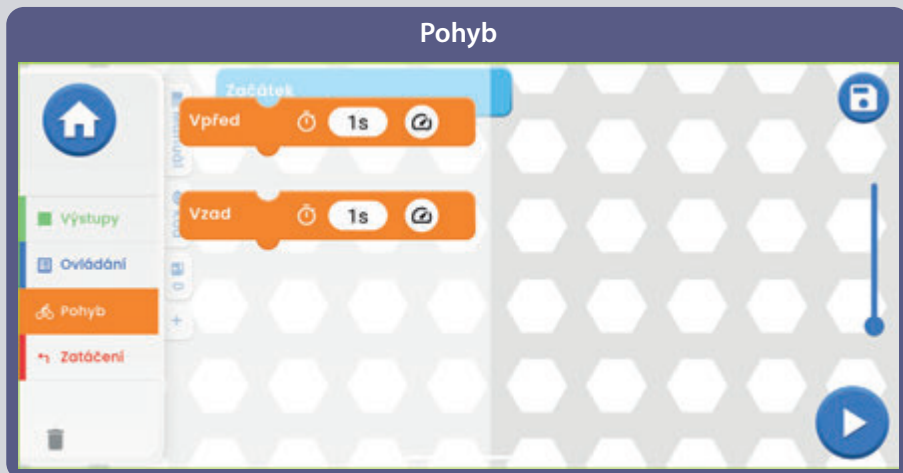 Pohyb
Začátek
Vpřed 1s
Vzad 1s
Výstupy
Ovládání
Pohyb
Zatáčení